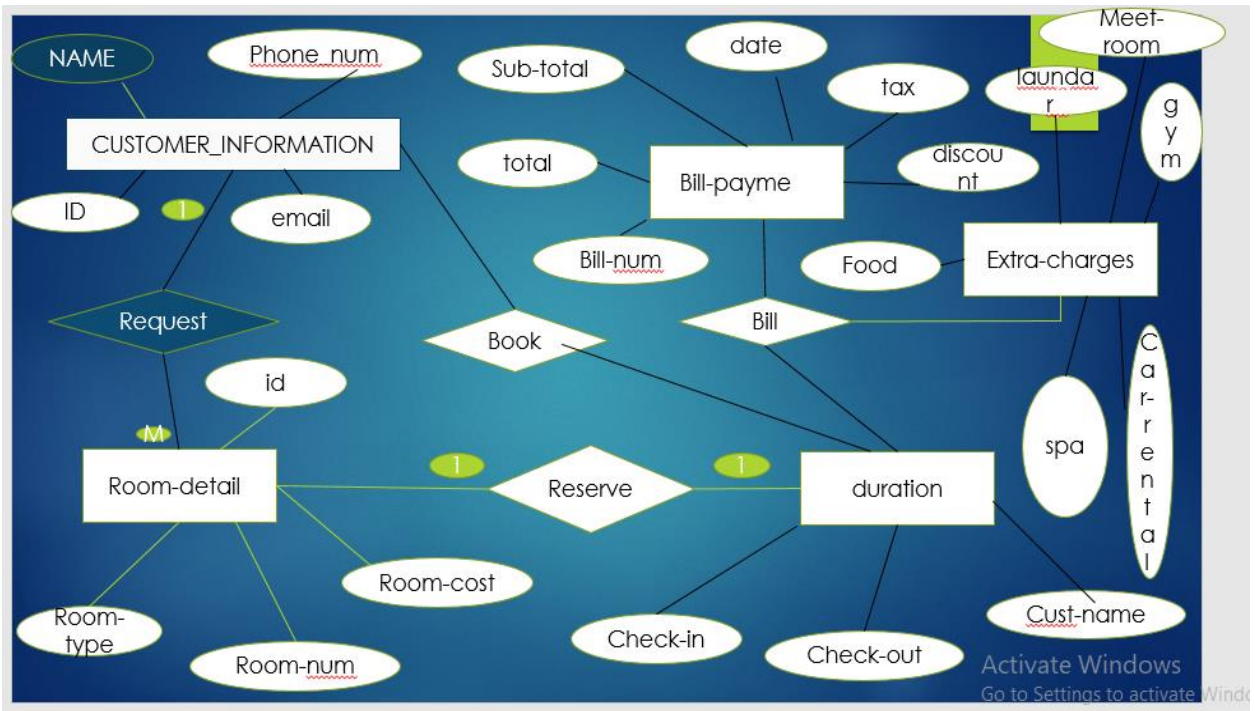 Meet-
room
NAME
Phone_num
Sub-total
date
tax
launda
r
g
y
m
CUSTOMER_INFORMATION
total
Bill-payme
discou
nt
ID
1
email
Bill-num
Food
Extra-charges
Request
Book
Bill
id
C
a
r-
r
e
n
t
a
l
M
spa
Room-detail
1
Reserve
1
duration
Room-cost
Room-
type
Room-num
Check-in
Check-out
Cust-name
Activate Windows
Go to Settings to activate Windo